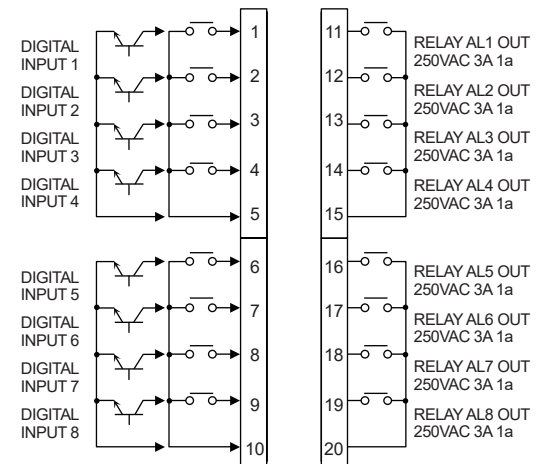 DIGITAL
INPUT 1
DIGITAL
INPUT 2
DIGITAL
INPUT 3
DIGITAL
INPUT 4
1
2
3
4
5
11
12
13
14
15
RELAY AL1 OUT
250VAC 3A 1a
RELAY AL2 OUT
250VAC 3A 1a
RELAY AL3 OUT
250VAC 3A 1a
RELAY AL4 OUT
250VAC 3A 1a
DIGITAL
INPUT 5
DIGITAL
INPUT 6
DIGITAL
INPUT 7
DIGITAL
INPUT 8
6
7
8
9
10
16
17
18
19
20
RELAY AL5 OUT
250VAC 3A 1a
RELAY AL6 OUT
250VAC 3A 1a
RELAY AL7 OUT
250VAC 3A 1a
RELAY AL8 OUT
250VAC 3A 1a